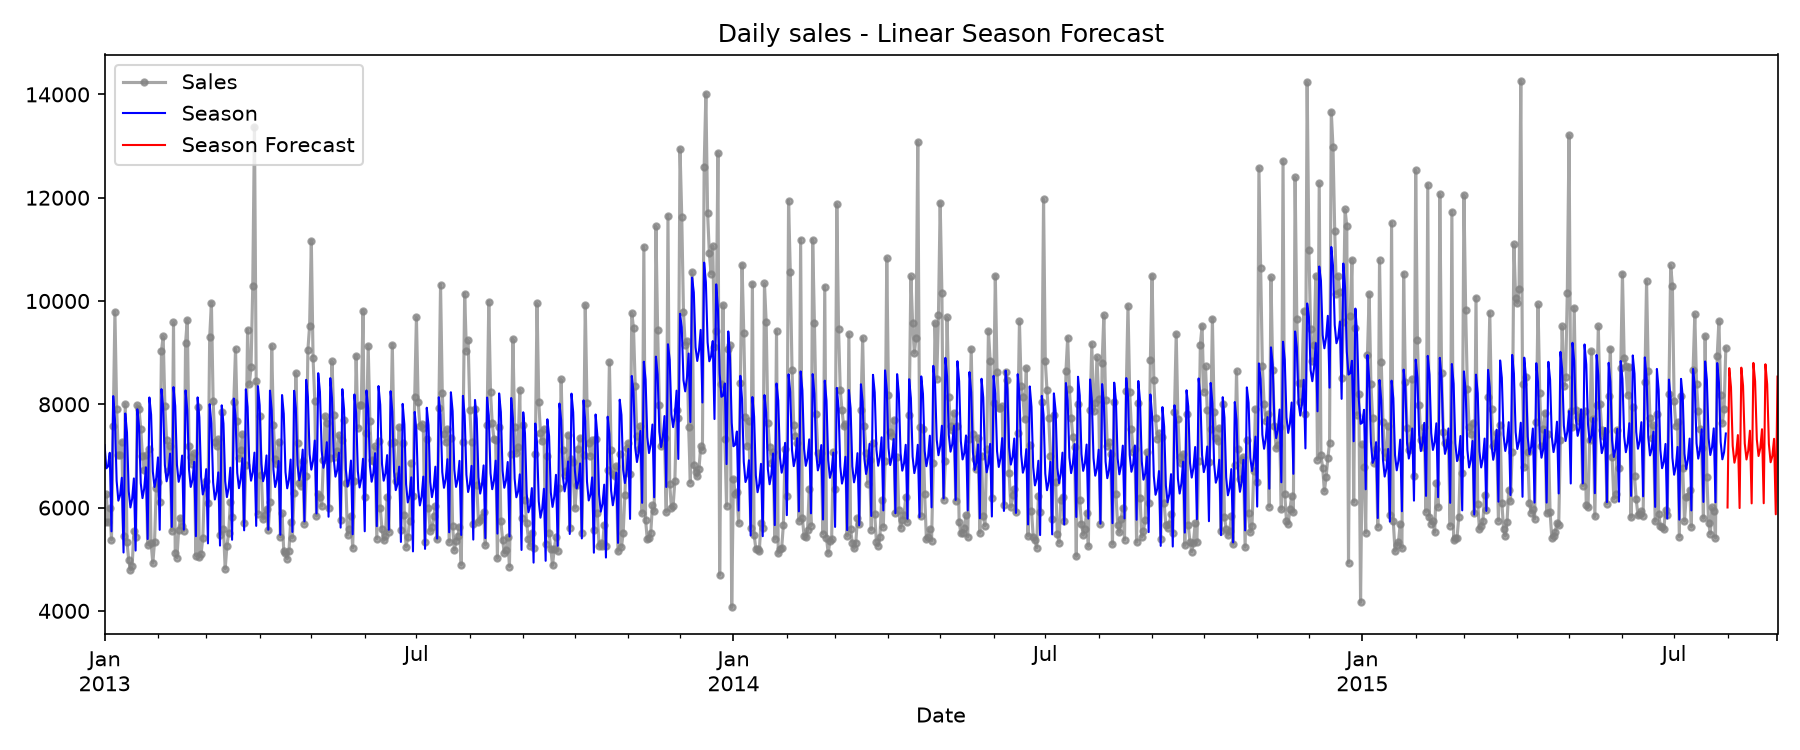 Daily sales - Linear Season Forecast
Sales
Season
Season Forecast
14000
12000
10000
8000
6000
4000
Jan
2013
Jul
Jan
2014
Jul
Jan
2015
Jul
Date